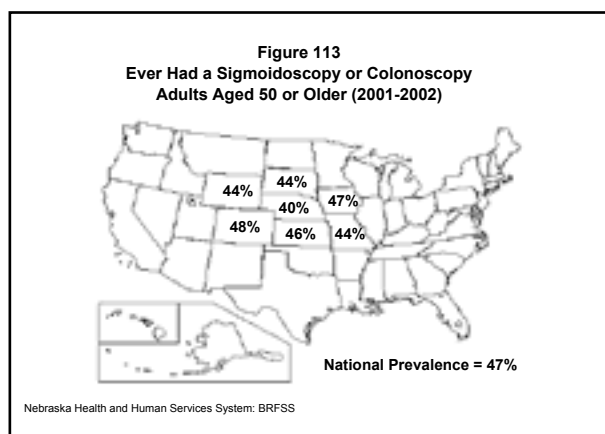 Figure 113
Ever Had a Sigmoidoscopy or Colonoscopy
Adults Aged 50 or Older (2001-2002)
44%
44%
47%
40%
48%
46%
44%
National Prevalence = 47%
Nebraska Health and Human Services System: BRFSS